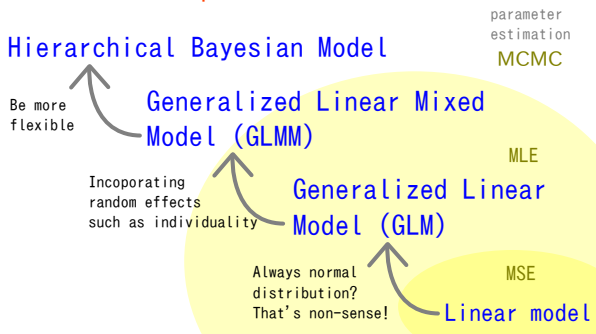 parameter
estimation
MCMC
Hierarchical Bayesian Model
Be more
flexible
Generalized Linear Mixed
Model (GLMM)
MLE
Incoporating
random effects
such as individuality
Generalized Linear
Model (GLM)
Always normal
distribution?
That's non-sense!
MSE
Linear model